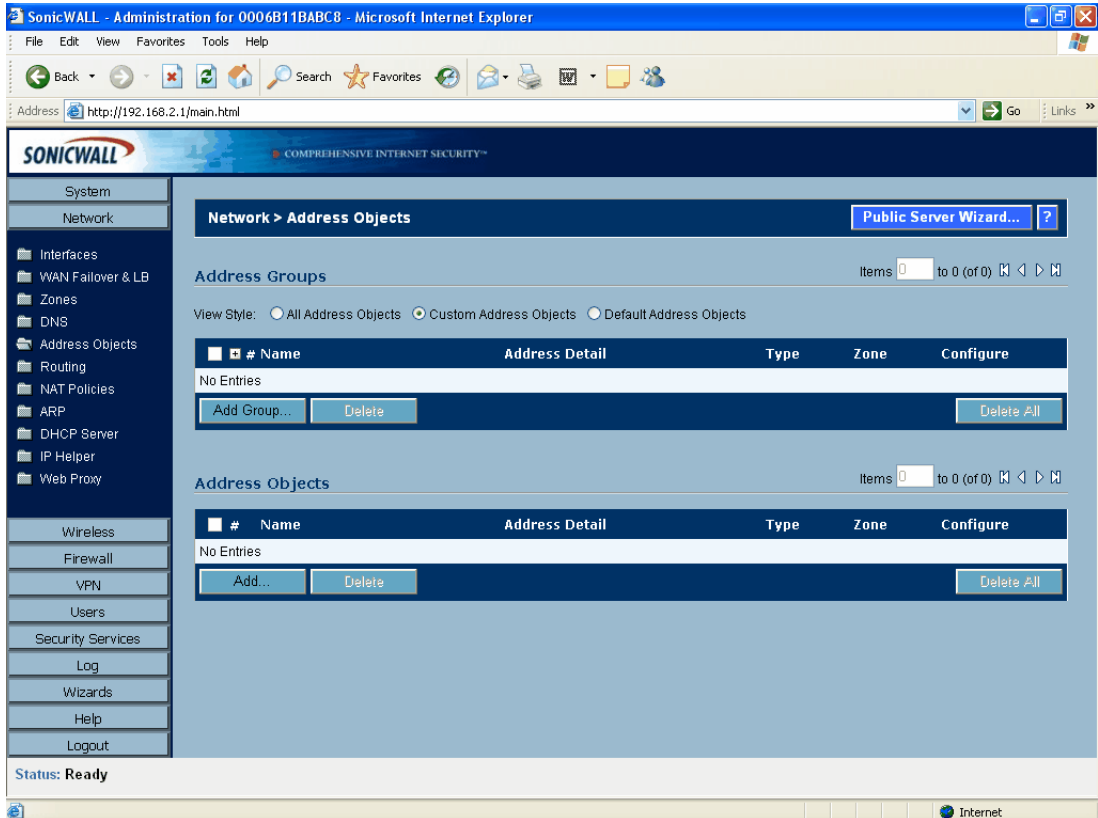 SonicWALL - Administration for 0006B11BABC8 - Microsoft Internet Explorer
File Edit View Favorites Tools Help
Back Search Favorites
Address http://192.168.2.1/main.html Go Links »
SONICWALL COMPREHENSIVE INTERNET SECURITY™
System
Network
Interfaces
WAN Failover & LB
Zones
DNS
Address Objects
Routing
NAT Policies
ARP
DHCP Server
IP Helper
Web Proxy
Wireless
Firewall
VPN
Users
Security Services
Log
Wizards
Help
Logout
Network > Address Objects Public Server Wizard... ?
Address Groups Items 0 to 0 (of 0)
View Style: All Address Objects Custom Address Objects Default Address Objects
# Name Address Detail Type Zone Configure
No Entries
Add Group... Delete Delete All
Address Objects Items 0 to 0 (of 0)
# Name Address Detail Type Zone Configure
No Entries
Add... Delete Delete All
Status: Ready
Internet